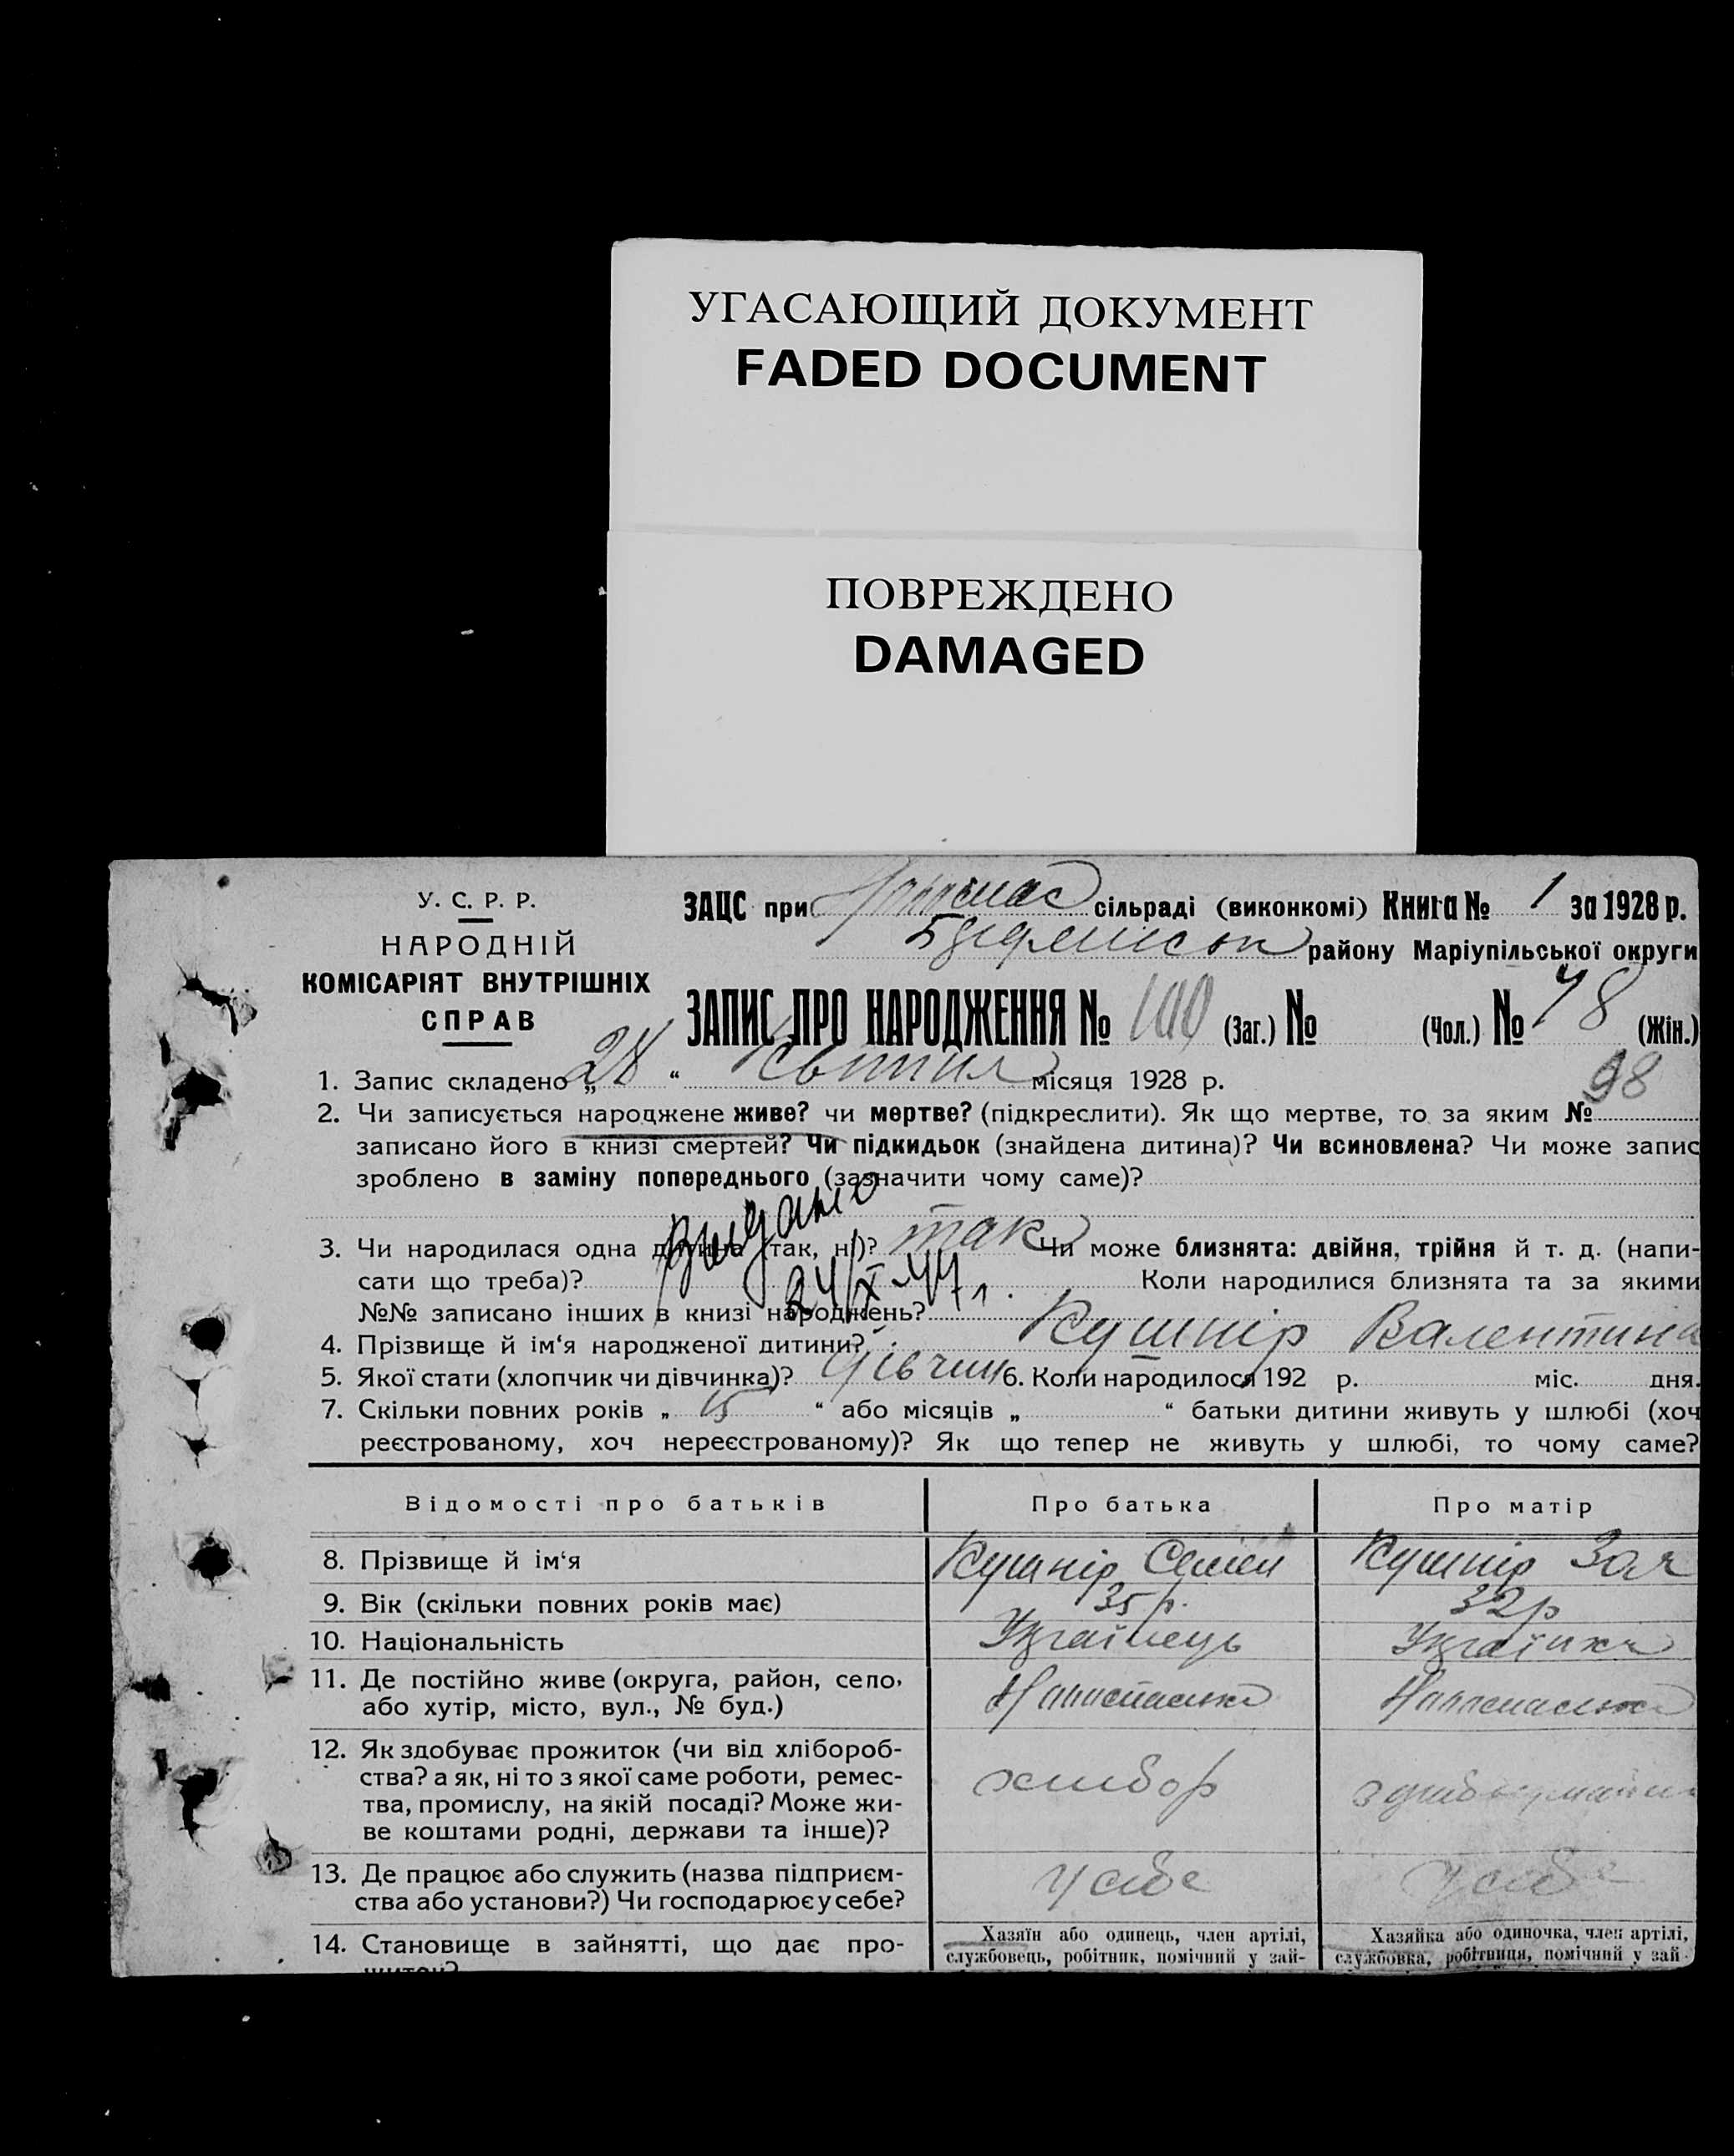 УГАСАЮЩИЙ ДОКУМЕНТ
FADED DOCUMENT
ПОВРЕЖДЕНО
DAMAGED
У. С. Р. Р.
НАРОДНІЙ
КОМІСАРІЯТ ВНУТРІШНІХ
СПРАВ
ЗАЦС при сільраді (виконкомі) Книга № 1 за 1928 р.
району Маріупільської округи
ЗАПИС ПРО НАРОДЖЕННЯ № 100 (Заг.) № (Чол.) № 48 (Жін.)
1. Запис складено „ 28 “ Квітня місяця 1928 р.
98
2. Чи записується народжене живе? чи мертве? (підкреслити). Як що мертве, то за яким №
записано його в книзі смертей? Чи підкидьок (знайдена дитина)? Чи всиновлена? Чи може запис
зроблено в заміну попереднього (зазначити чому саме)?
Видано
3. Чи народилася одна дитина (так, ні)? так Чи може близнята: двійня, трійня й т. д. (напи-
сати що треба)? 24/X-44 г. Коли народилися близнята та за якими
№№ записано інших в книзі народжень?
4. Прізвище й ім‘я народженої дитини? Кушнір Валентина
5. Якої стати (хлопчик чи дівчинка)? Дівчин 6. Коли народилося 192 р. міс. дня.
7. Скільки повних років „ 15 “ або місяців „ “ батьки дитини живуть у шлюбі (хоч
реєстрованому, хоч нереєстрованому)? Як що тепер не живуть у шлюбі, то чому саме?
Відомості про батьків Про батька Про матір
8. Прізвище й ім‘я Кушнір Семен Кушнір Зоя
9. Вік (скільки повних років має) 35 р. 32 р
10. Національність Українець Українка
11. Де постійно живе (округа, район, село,
або хутір, місто, вул., № буд.)
12. Як здобуває прожиток (чи від хлібороб-
ства? а як, ні то з якої саме роботи, ремес-
тва, промислу, на якій посаді? Може жи-
ве коштами родні, держави та інше)?
хлібор
13. Де працює або служить (назва підприєм-
ства або установи?) Чи господарює у себе?
у себе у себе
14. Становище в зайнятті, що дає про-
Хазяїн або одинець, член артілі,
службовець, робітник, помічний у зай-
Хазяйка або одиночка, член артілі,
службовка, робітниця, помічний у зай-